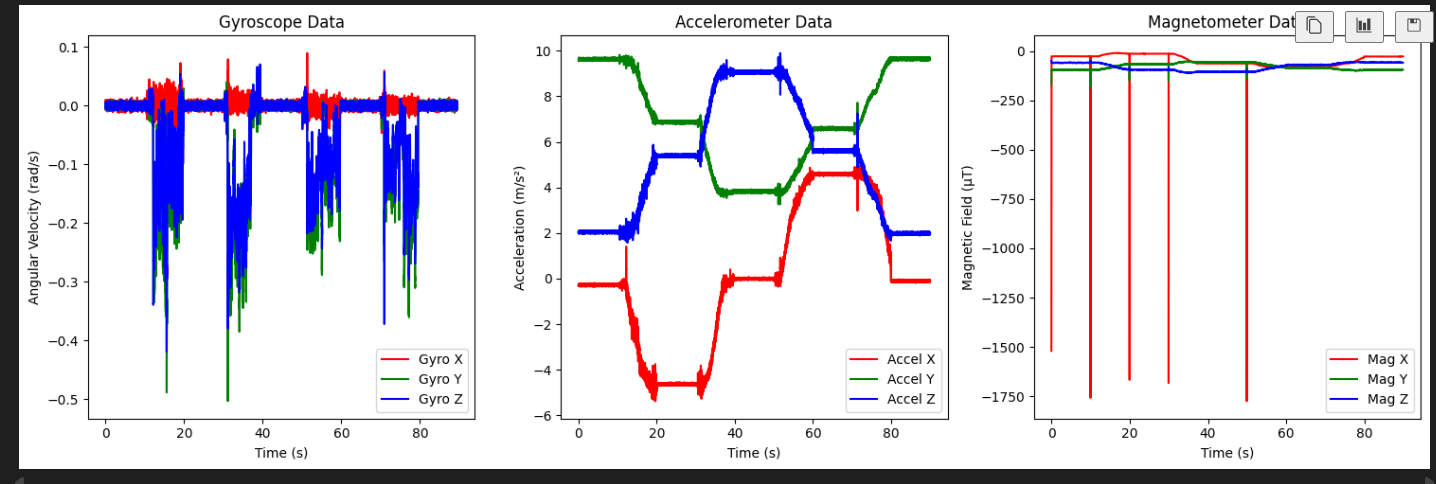 Gyroscope Data
0.1
0.0
−0.1
−0.2
−0.3
−0.4
−0.5
Angular Velocity (rad/s)
0
20
40
60
80
Time (s)
Gyro X
Gyro Y
Gyro Z
Accelerometer Data
10
8
6
4
2
0
−2
−4
−6
Acceleration (m/s²)
0
20
40
60
80
Time (s)
Accel X
Accel Y
Accel Z
Magnetometer Dat
0
−250
−500
−750
−1000
−1250
−1500
−1750
Magnetic Field (µT)
0
20
40
60
80
Time (s)
Mag X
Mag Y
Mag Z